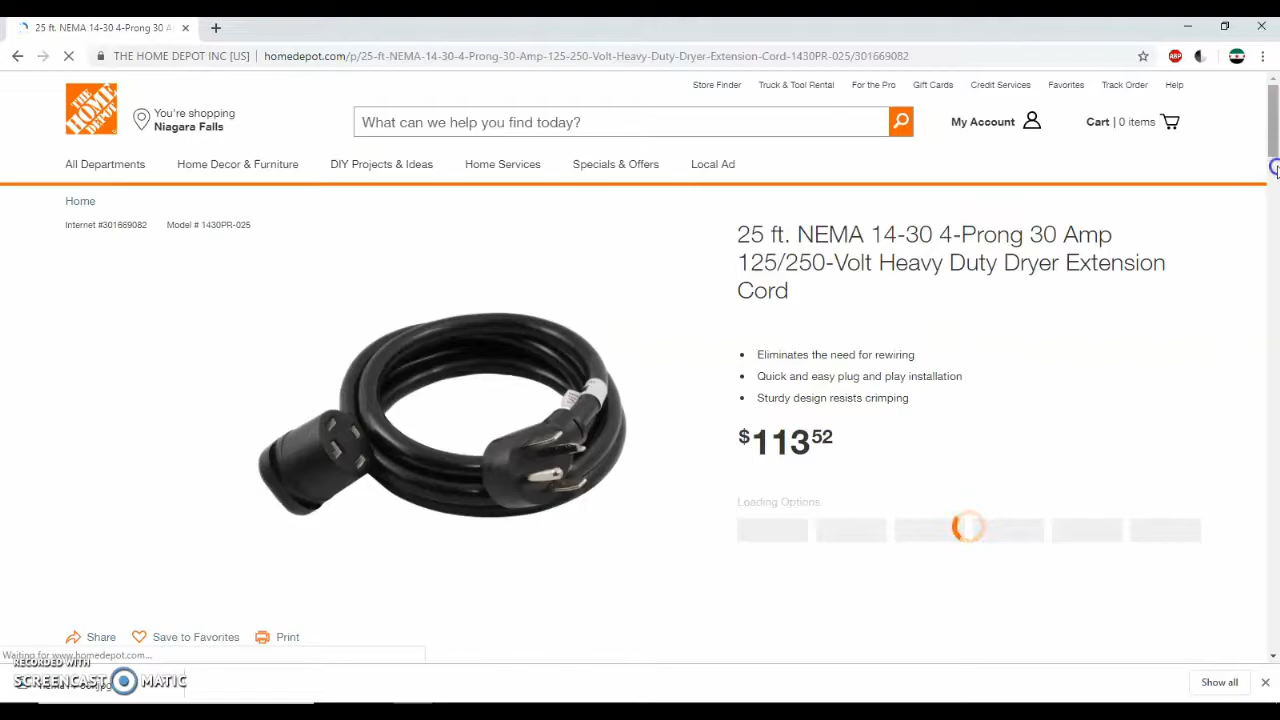 25 ft. NEMA 14-30 4-Prong 30 A
THE HOME DEPOT INC [US] | homedepot.com/p/25-ft-NEMA-14-30-4-Prong-30-Amp-125-250-Volt-Heavy-Duty-Dryer-Extension-Cord-1430PR-025/301669082
ABP
Store Finder Truck & Tool Rental For the Pro Gift Cards Credit Services Favorites Track Order Help
THE HOME DEPOT
You're shopping
Niagara Falls
What can we help you find today?
My Account
Cart | 0 items
All Departments Home Decor & Furniture DIY Projects & Ideas Home Services Specials & Offers Local Ad
Home
Internet #301669082 Model # 1430PR-025
25 ft. NEMA 14-30 4-Prong 30 Amp
125/250-Volt Heavy Duty Dryer Extension
Cord
• Eliminates the need for rewiring
• Quick and easy plug and play installation
• Sturdy design resists crimping
$113 52
Loading Options
Share Save to Favorites Print
Waiting for www.homedepot.com...
RECORDED WITH
SCREENCAST MATIC
Show all